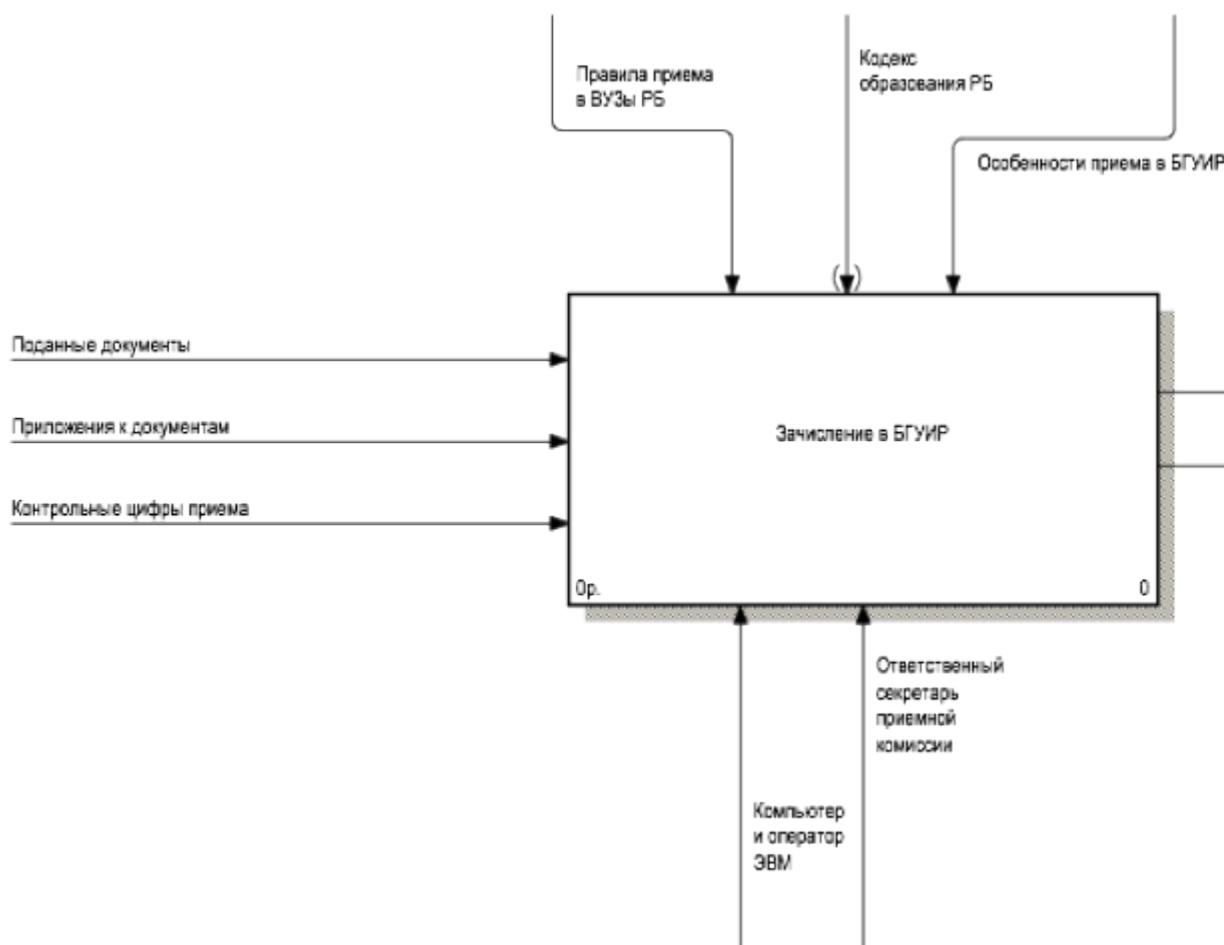 Правила приема
в ВУЗы РБ
Кодекс
образования РБ
Особенности приема в БГУИР
Поданные документы
Приложения к документам
Контрольные цифры приема
Зачисление в БГУИР
0р.
0
Ответственный
секретарь
приемной
комиссии
Компьютер
и оператор
ЭВМ